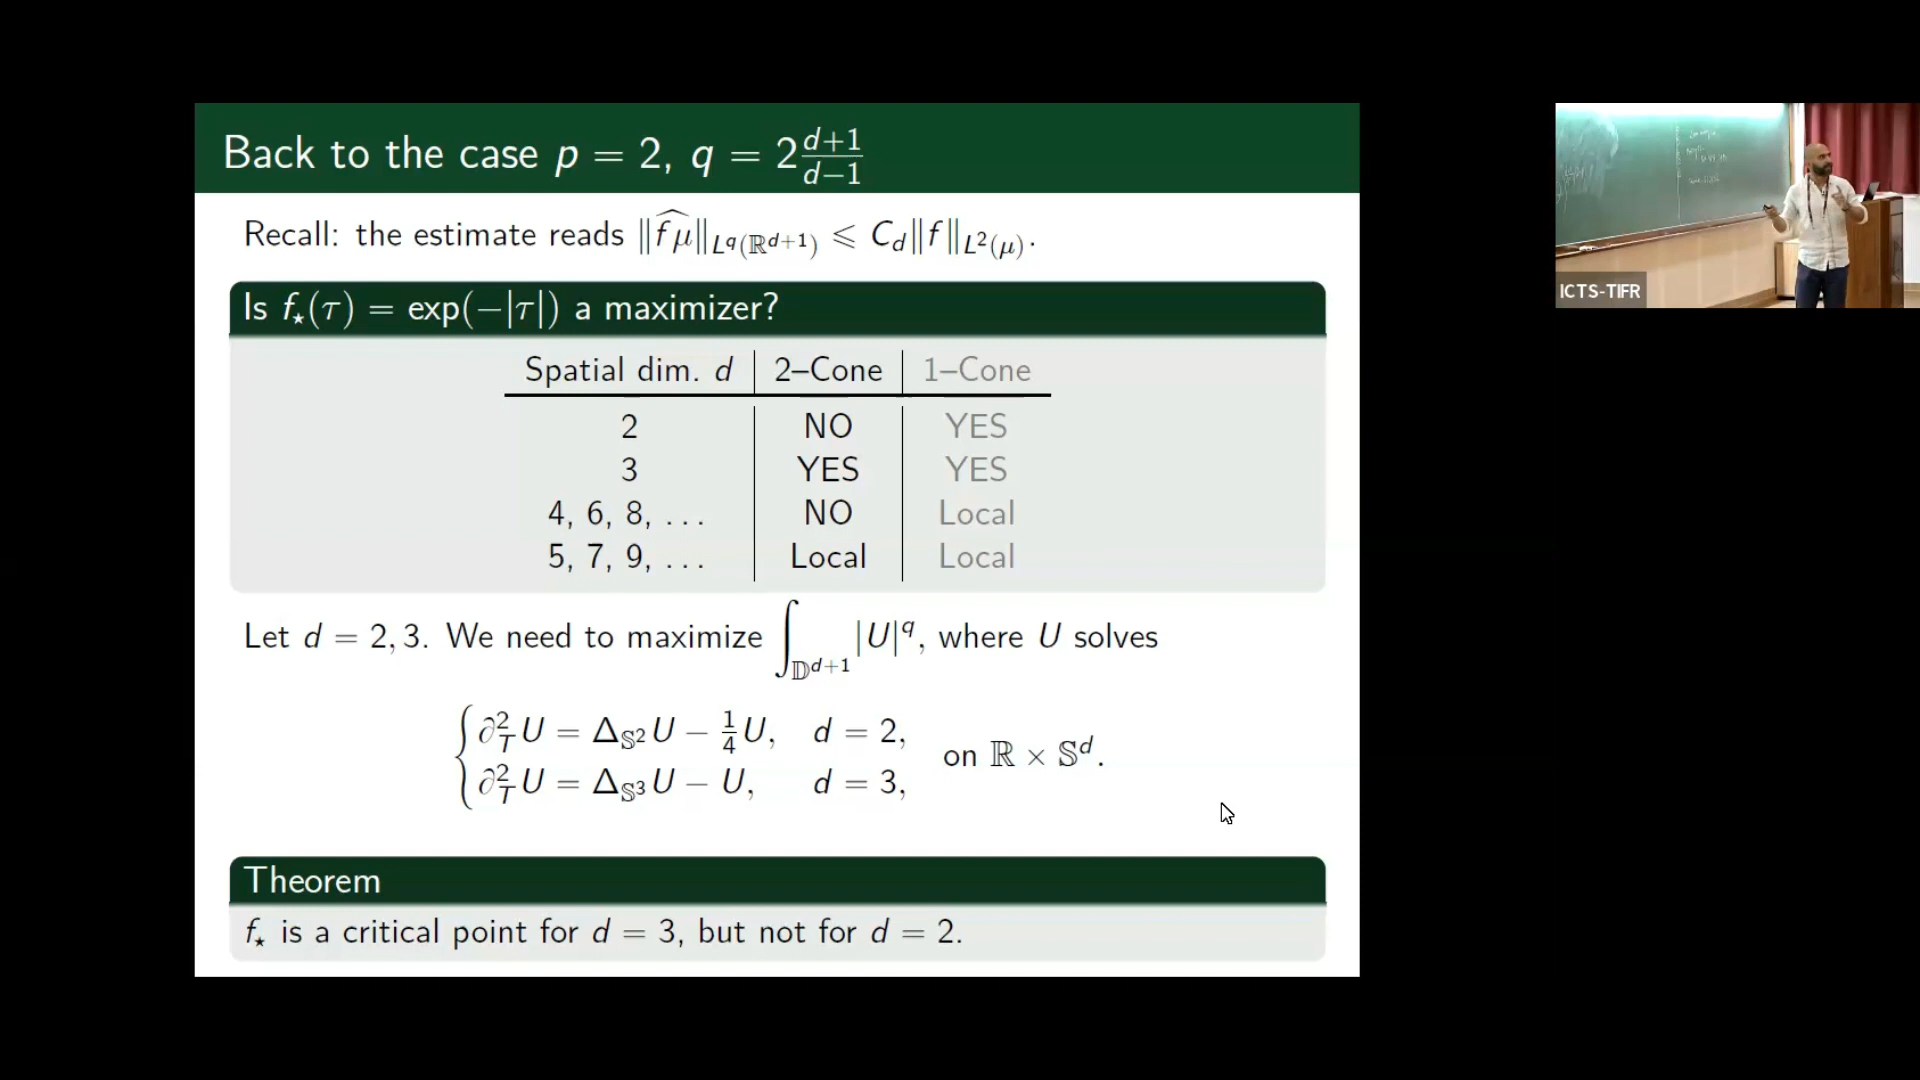 Back to the case p = 2, q = 2 \frac{d+1}{d-1}
Recall: the estimate reads \|\widehat{fμ}\|_{L^q(ℝ^{d+1})} ⩽ C_d \|f\|_{L^2(μ)}.
Is f_⋆(τ) = exp(−|τ|) a maximizer?
Spatial dim. d 2–Cone 1–Cone
2 NO YES
3 YES YES
4, 6, 8, ... NO Local
5, 7, 9, ... Local Local
Let d = 2, 3. We need to maximize ∫_{𝔻^{d+1}} |U|^q, where U solves
∂_T^2 U = Δ_{𝕊^2} U − \frac{1}{4} U, d = 2,
∂_T^2 U = Δ_{𝕊^3} U − U, d = 3,
on ℝ × 𝕊^d.
Theorem
f_⋆ is a critical point for d = 3, but not for d = 2.
ICTS-TIFR